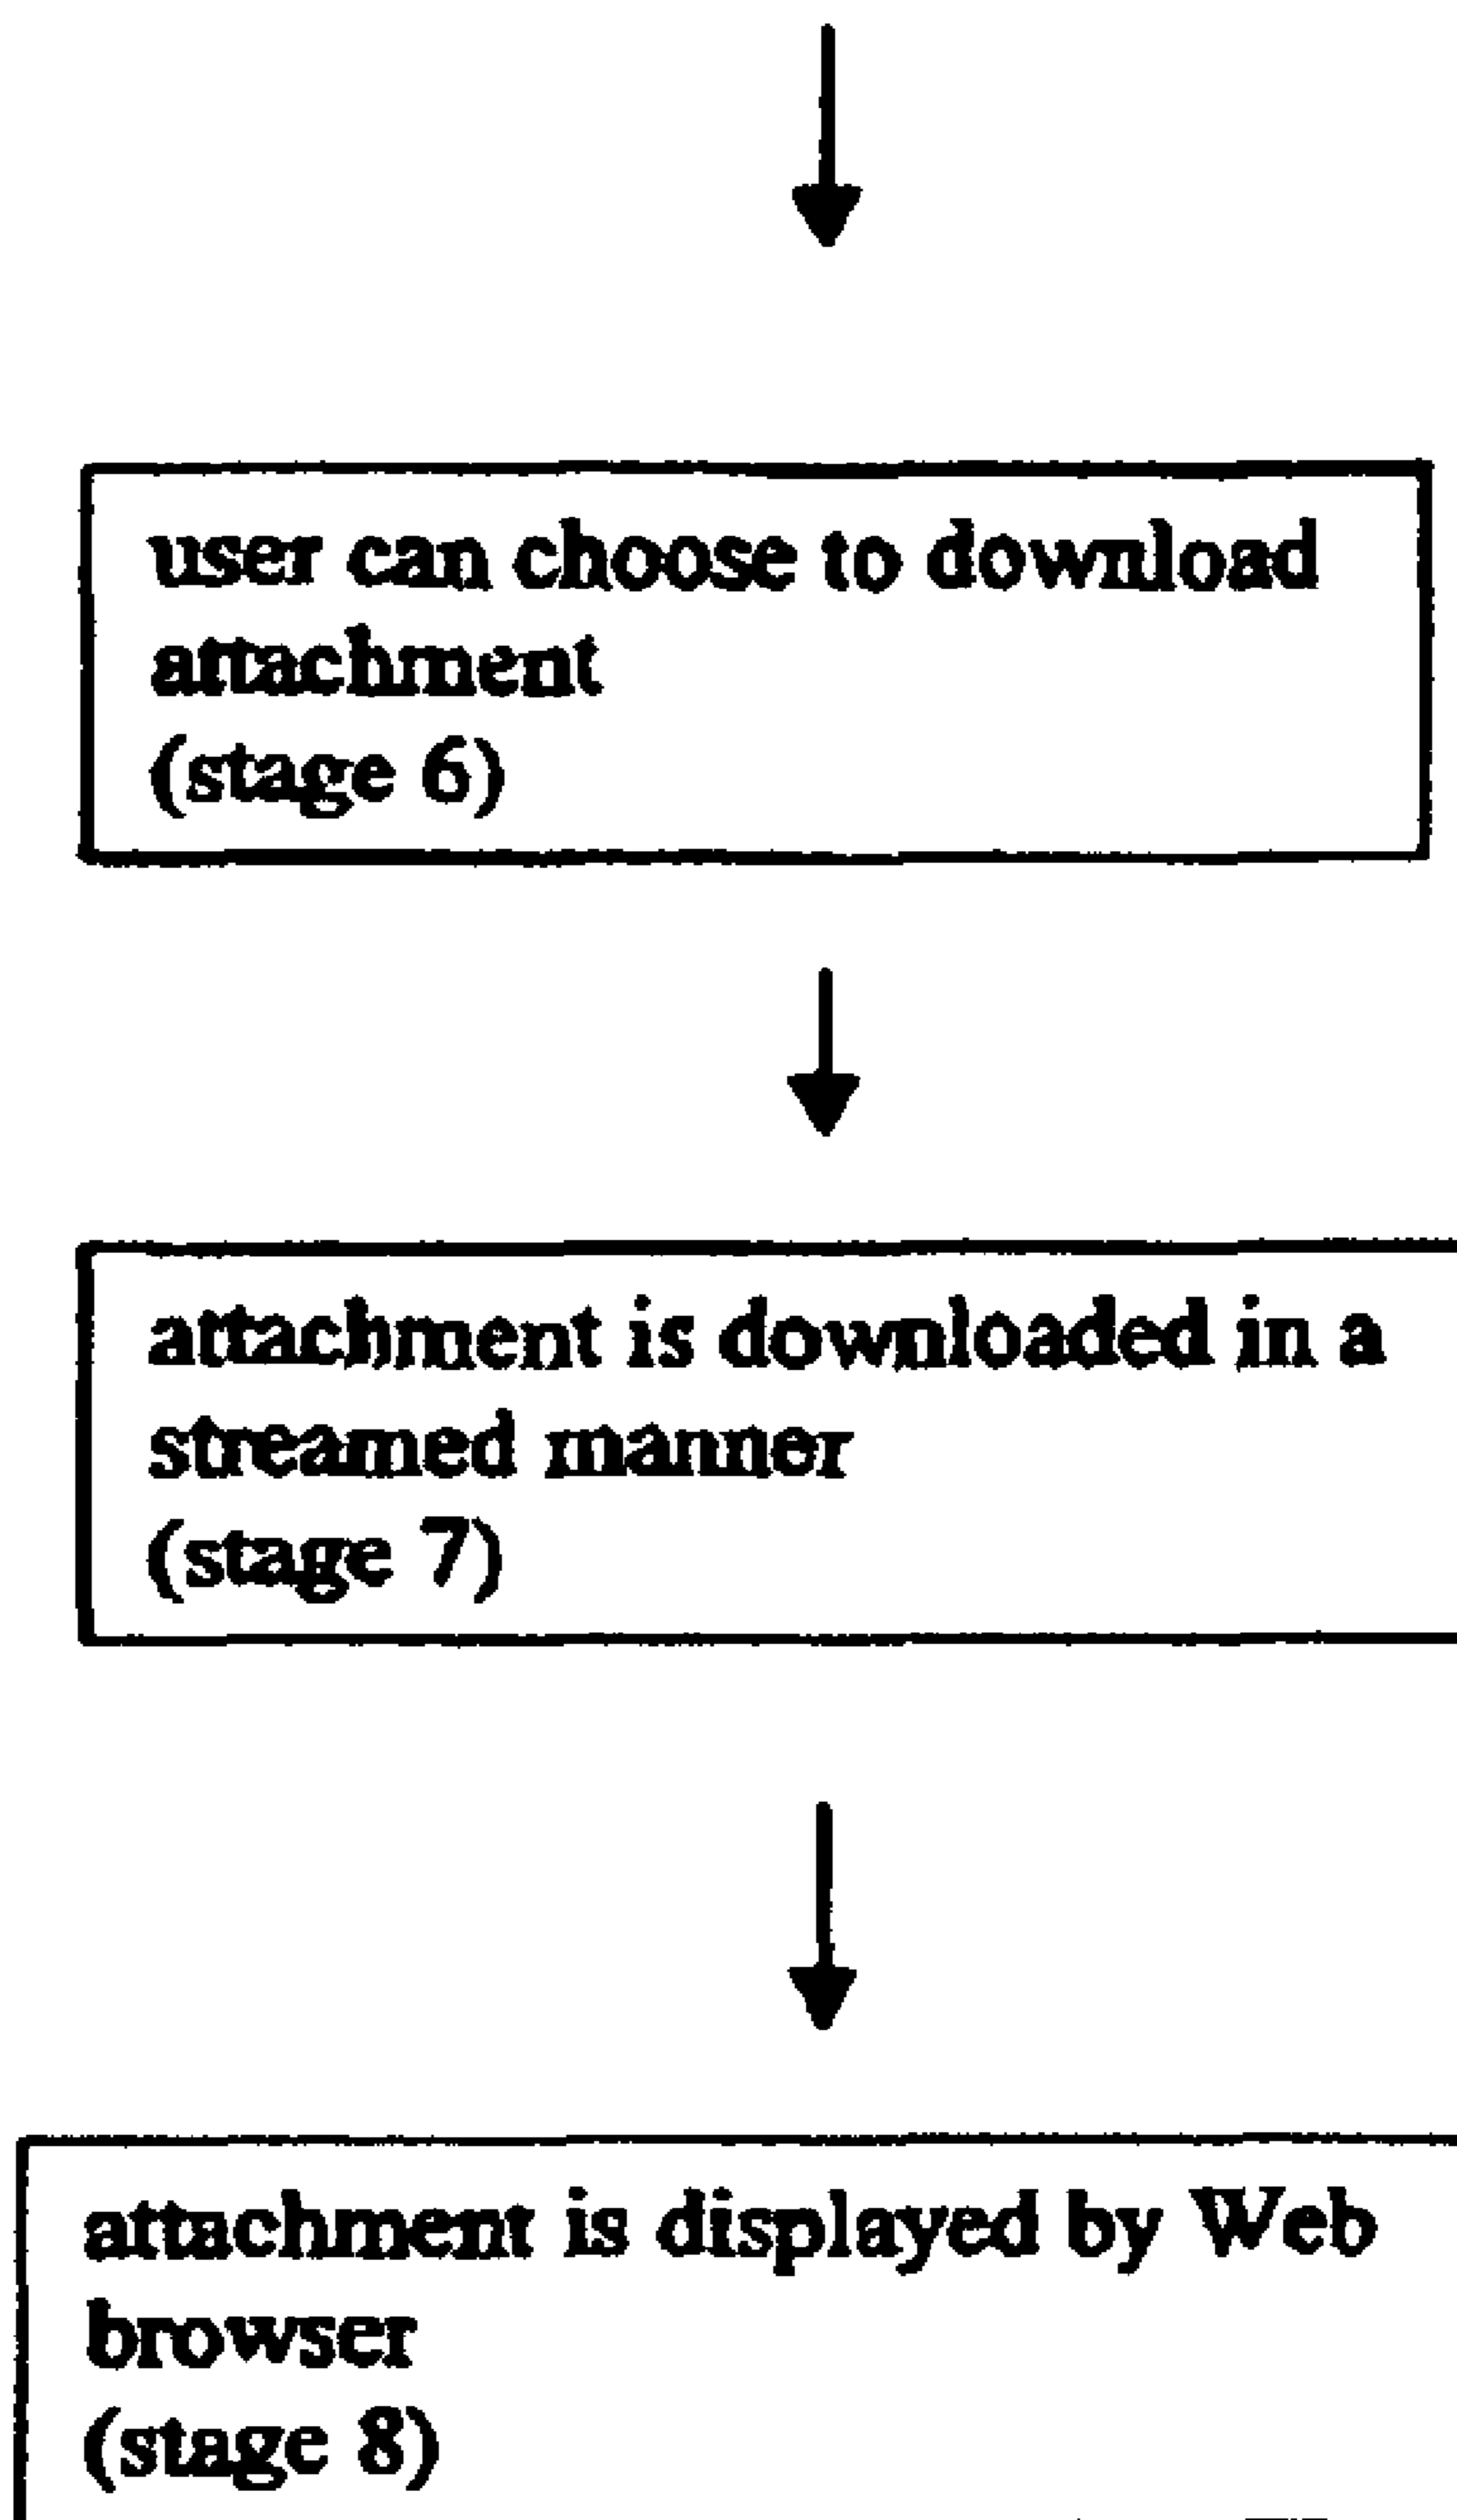 user can choose to download
attachment
(stage 6)
attachment is downloaded in a
streamed manner
(stage 7)
attachment is displayed by Web
browser
(stage 8)